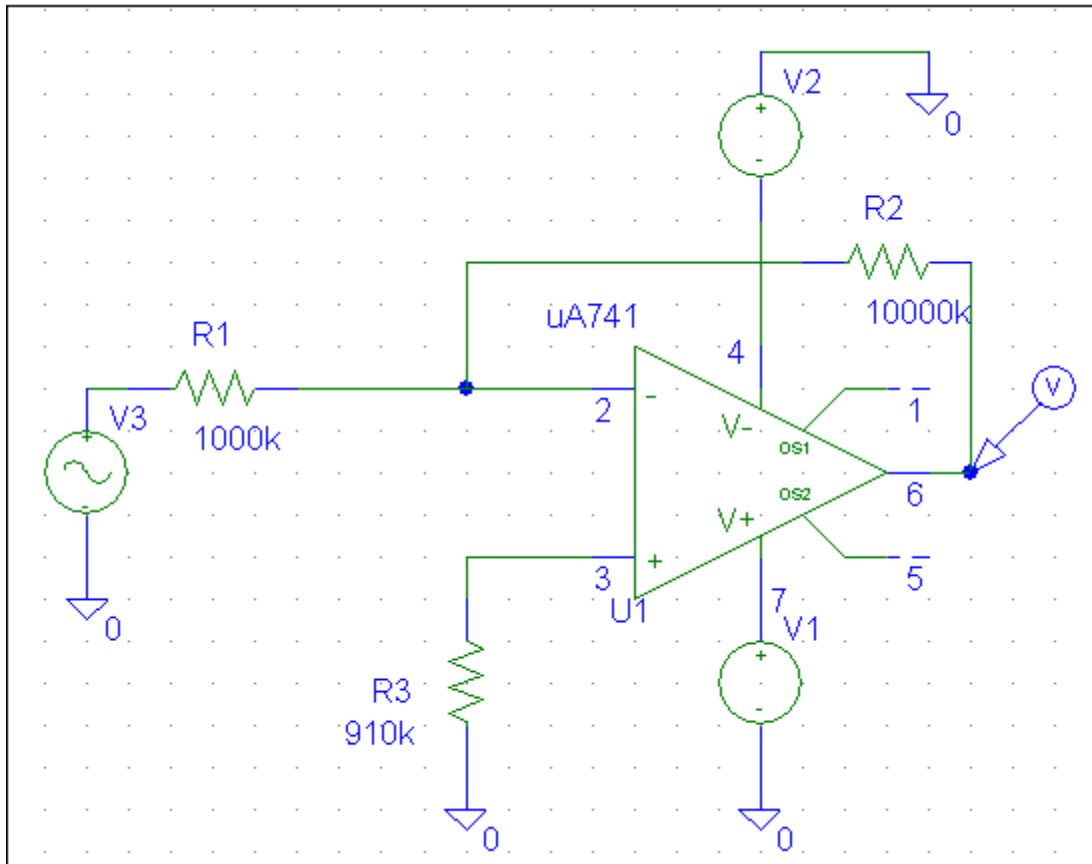 V2
+
-
0
R2
10000k
uA741
4
R1
1000k
V3
+
-
0
2
-
V-
OS1
1
V
6
OS2
V+
5
3
+
U1
7
V1
+
-
0
R3
910k
0